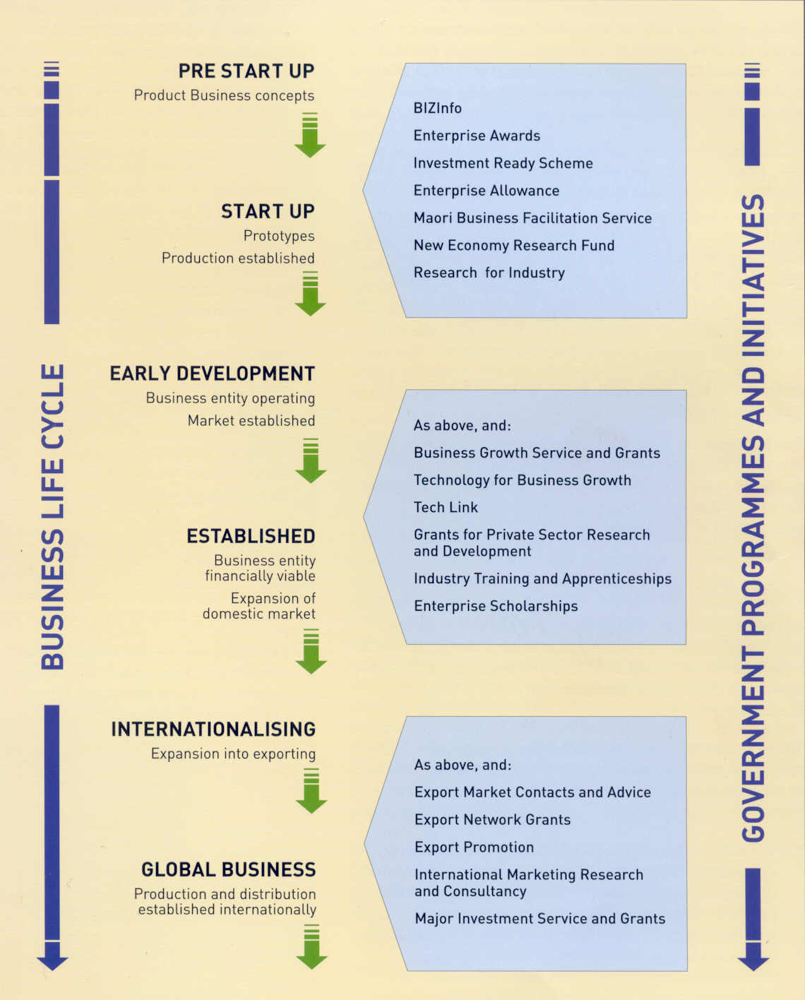 PRE START UP
Product Business concepts
START UP
Prototypes
Production established
BIZInfo
Enterprise Awards
Investment Ready Scheme
Enterprise Allowance
Maori Business Facilitation Service
New Economy Research Fund
Research for Industry
BUSINESS LIFE CYCLE
EARLY DEVELOPMENT
Business entity operating
Market established
ESTABLISHED
Business entity
financially viable
Expansion of
domestic market
As above, and:
Business Growth Service and Grants
Technology for Business Growth
Tech Link
Grants for Private Sector Research
and Development
Industry Training and Apprenticeships
Enterprise Scholarships
GOVERNMENT PROGRAMMES AND INITIATIVES
INTERNATIONALISING
Expansion into exporting
GLOBAL BUSINESS
Production and distribution
established internationally
As above, and:
Export Market Contacts and Advice
Export Network Grants
Export Promotion
International Marketing Research
and Consultancy
Major Investment Service and Grants